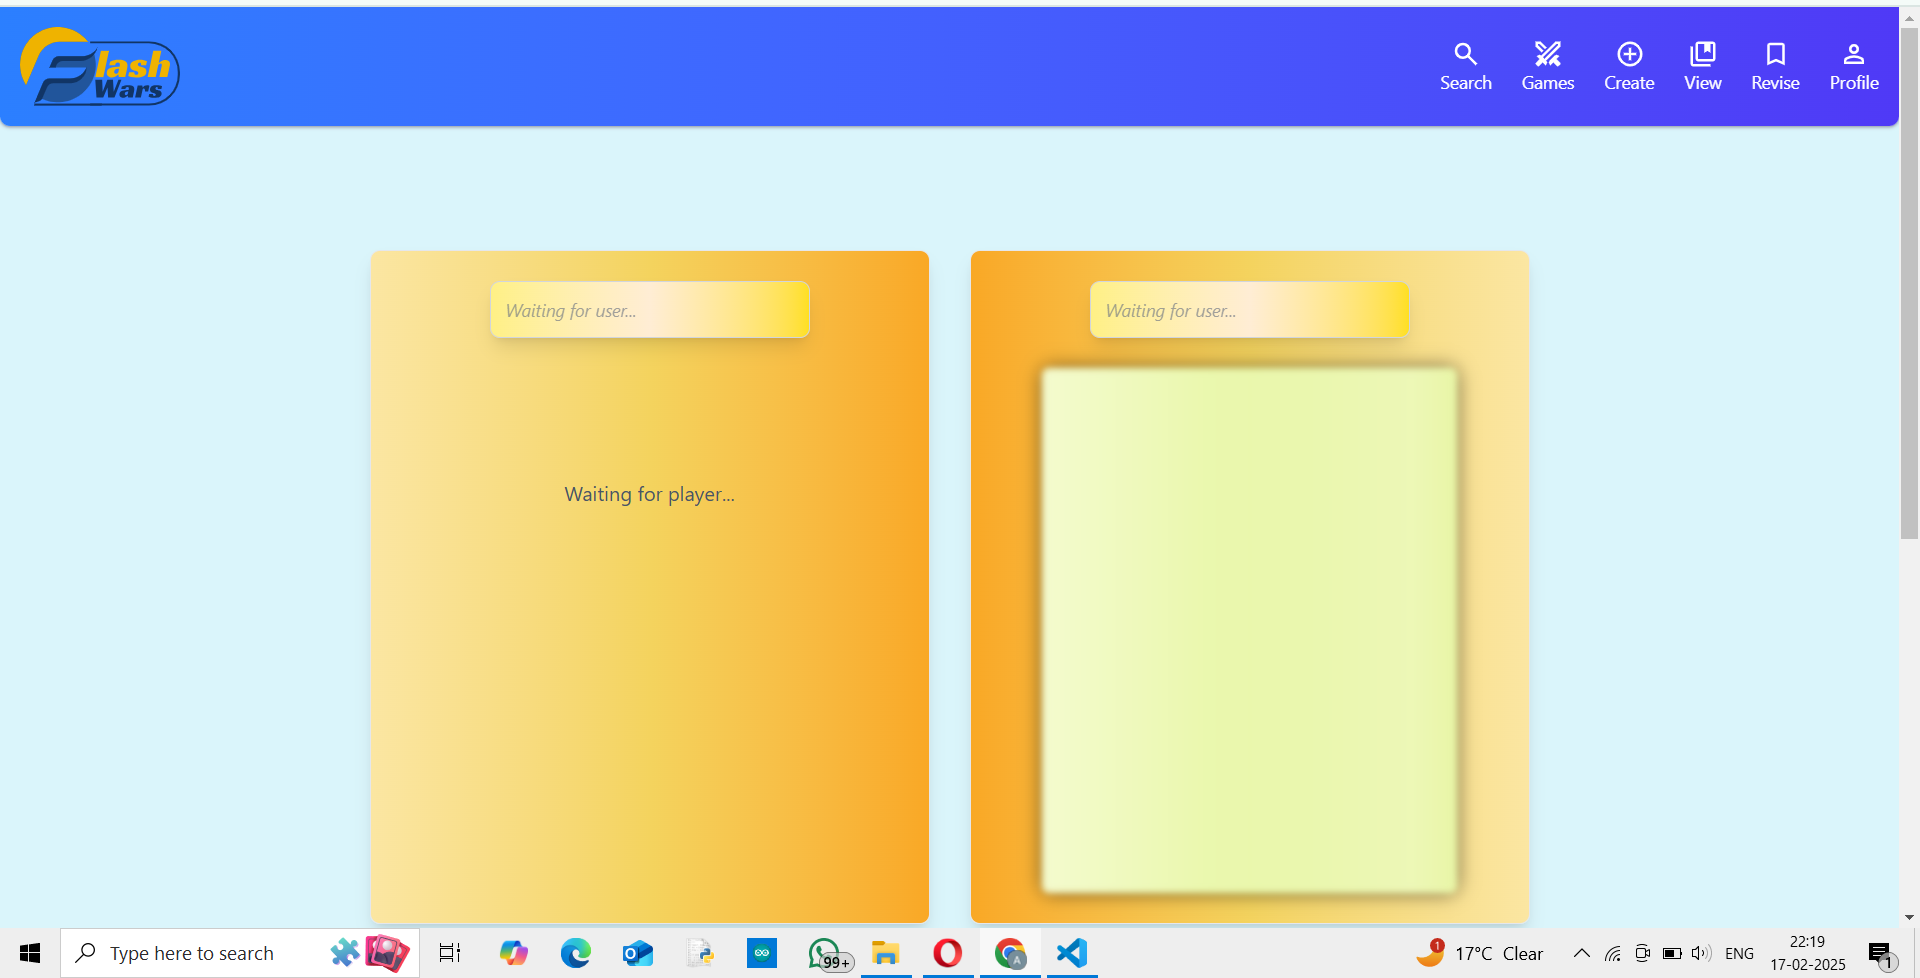 Flash
Wars
Search
Games
Create
View
Revise
Profile
Waiting for user...
Waiting for user...
Waiting for player...
Type here to search
99+
A
1
17°C Clear
ENG
22:19
17-02-2025
1